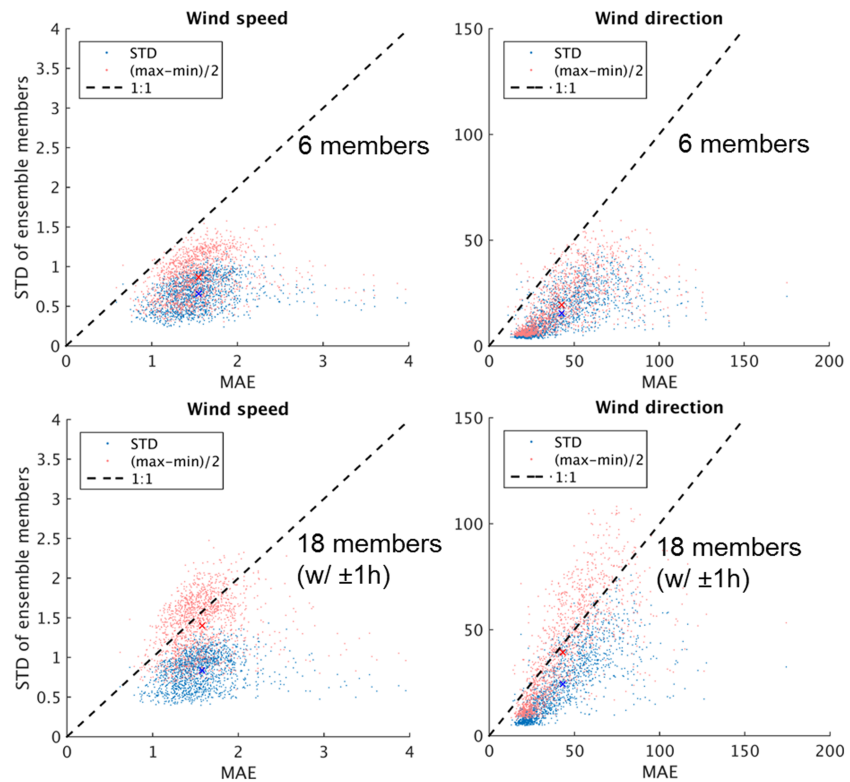 Wind speed
4
3.5
3
2.5
2
1.5
1
0.5
0
STD of ensemble members
STD
(max−min)/2
1:1
6 members
0
1
2
3
4
MAE
Wind direction
150
100
50
0
STD
(max−min)/2
1:1
6 members
0
50
100
150
200
MAE
Wind speed
4
3.5
3
2.5
2
1.5
1
0.5
0
STD of ensemble members
STD
(max−min)/2
1:1
18 members
(w/ ±1h)
0
1
2
3
4
MAE
Wind direction
150
100
50
0
STD
(max−min)/2
1:1
18 members
(w/ ±1h)
0
50
100
150
200
MAE